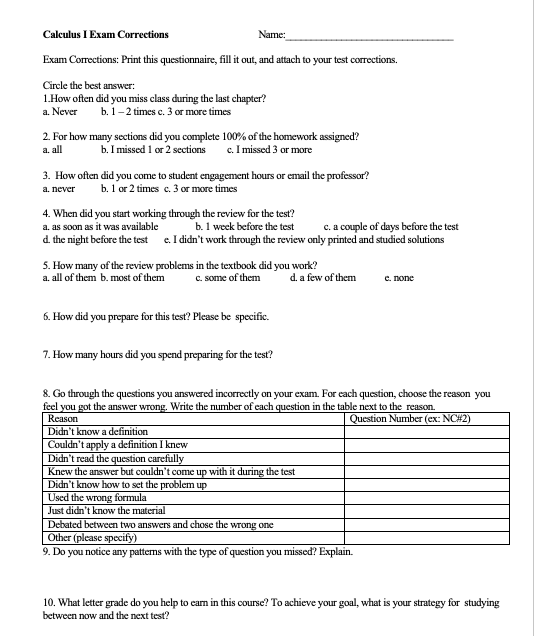 Calculus I Exam Corrections Name:_________________________________
Exam Corrections: Print this questionnaire, fill it out, and attach to your test corrections.
Circle the best answer:
1.How often did you miss class during the last chapter?
a. Never b. 1 – 2 times c. 3 or more times
2. For how many sections did you complete 100% of the homework assigned?
a. all b. I missed 1 or 2 sections c. I missed 3 or more
3. How often did you come to student engagement hours or email the professor?
a. never b. 1 or 2 times c. 3 or more times
4. When did you start working through the review for the test?
a. as soon as it was available b. 1 week before the test c. a couple of days before the test
d. the night before the test e. I didn't work through the review only printed and studied solutions
5. How many of the review problems in the textbook did you work?
a. all of them b. most of them c. some of them d. a few of them e. none
6. How did you prepare for this test? Please be specific.
7. How many hours did you spend preparing for the test?
8. Go through the questions you answered incorrectly on your exam. For each question, choose the reason you
feel you got the answer wrong. Write the number of each question in the table next to the reason.
Reason Question Number (ex: NC#2)
Didn't know a definition
Couldn't apply a definition I knew
Didn't read the question carefully
Knew the answer but couldn't come up with it during the test
Didn't know how to set the problem up
Used the wrong formula
Just didn't know the material
Debated between two answers and chose the wrong one
Other (please specify)
9. Do you notice any patterns with the type of question you missed? Explain.
10. What letter grade do you help to earn in this course? To achieve your goal, what is your strategy for studying
between now and the next test?